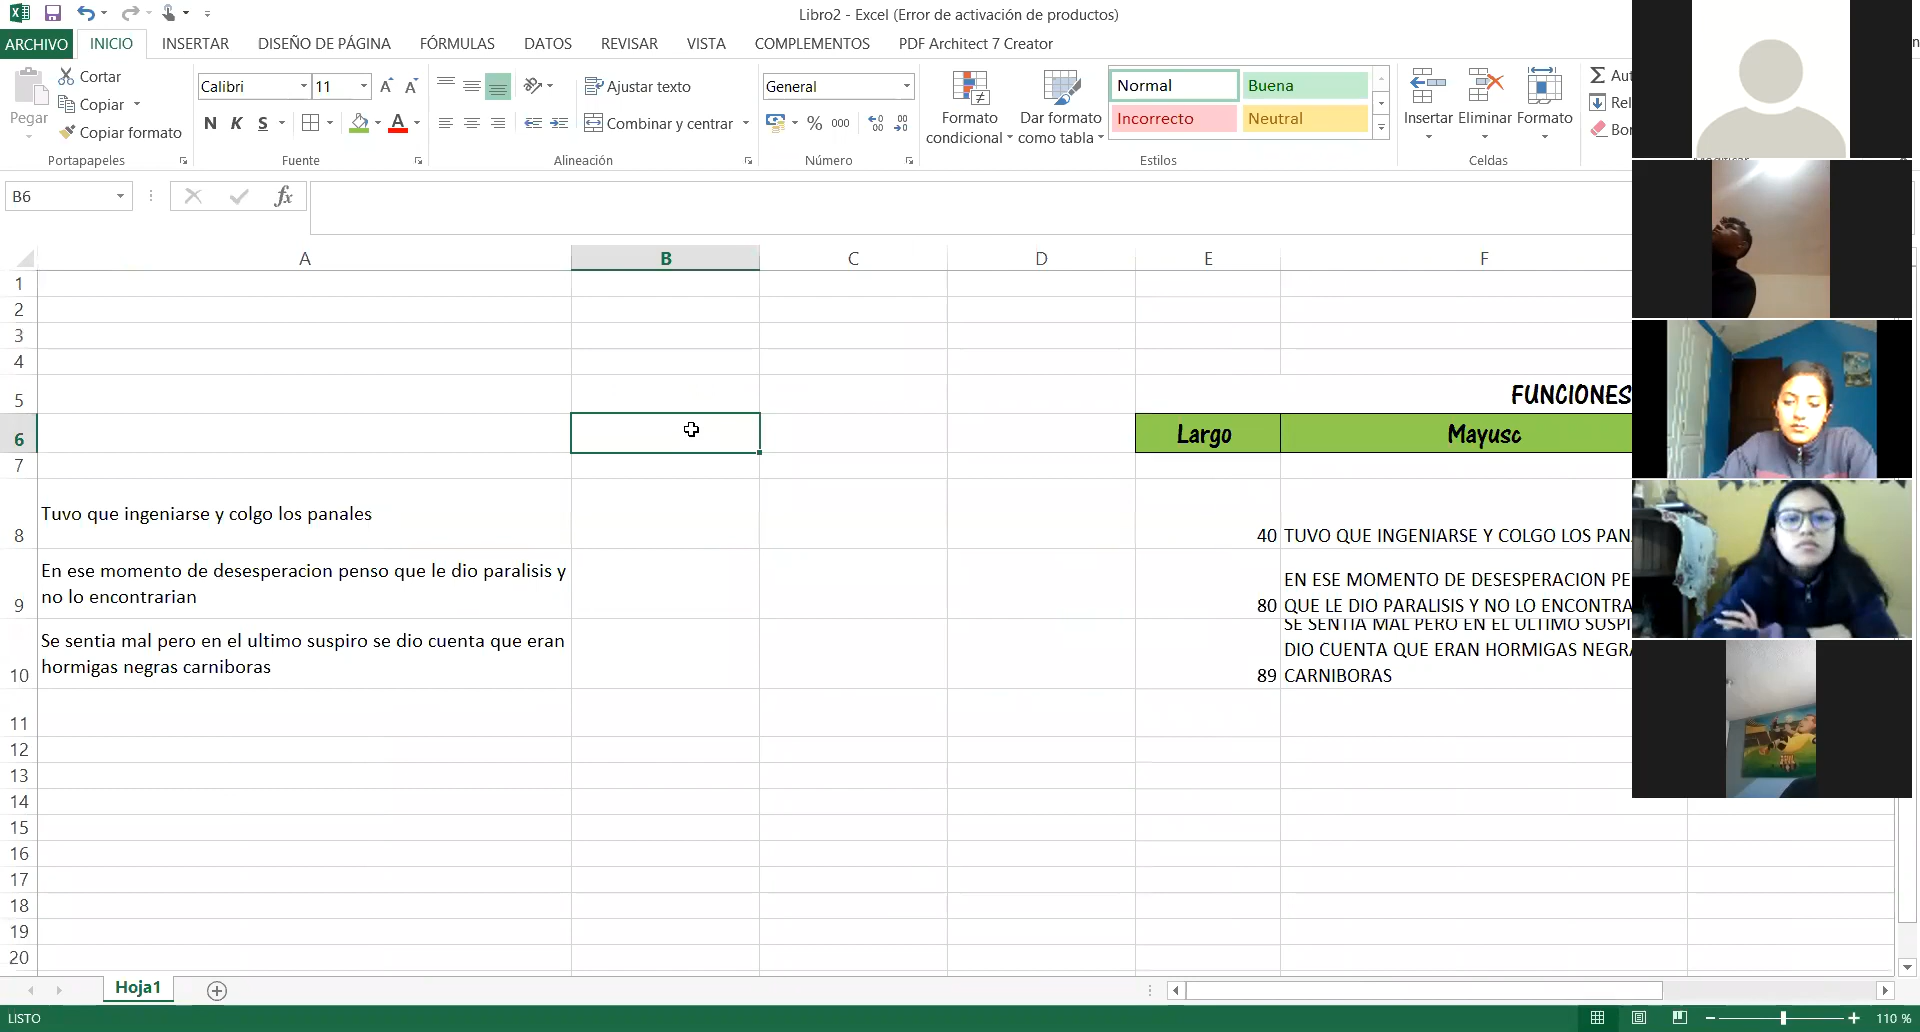 Libro2 - Excel (Error de activación de productos)
ARCHIVO INICIO INSERTAR DISEÑO DE PÁGINA FÓRMULAS DATOS REVISAR VISTA COMPLEMENTOS PDF Architect 7 Creator
Pegar
Cortar
Copiar
Copiar formato
Portapapeles
Calibri 11
N K S
Fuente
Ajustar texto
Combinar y centrar
Alineación
General
% 000
Número
Formato condicional
Dar formato como tabla
Normal Buena
Incorrecto Neutral
Estilos
Insertar Eliminar Formato
Celdas
B6
fx
A B C D E F
1
2
3
4
5 FUNCIONES
6 Largo Mayusc
7
8 Tuvo que ingeniarse y colgo los panales 40 TUVO QUE INGENIARSE Y COLGO LOS PAN
En ese momento de desesperacion penso que le dio paralisis y EN ESE MOMENTO DE DESESPERACION PE
9 no lo encontrarian 80 QUE LE DIO PARALISIS Y NO LO ENCONTRA
Se sentia mal pero en el ultimo suspiro se dio cuenta que eran SE SENTIA MAL PERO EN EL ULTIMO SUSPI
hormigas negras carniboras DIO CUENTA QUE ERAN HORMIGAS NEGRA
10 89 CARNIBORAS
11
12
13
14
15
16
17
18
19
20
Hoja1
LISTO 110 %